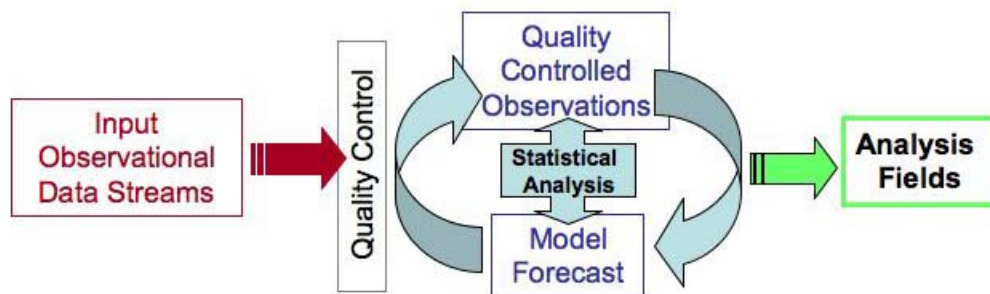 Input
Observational
Data Streams
Quality Control
Quality
Controlled
Observations
Statistical
Analysis
Model
Forecast
Analysis
Fields